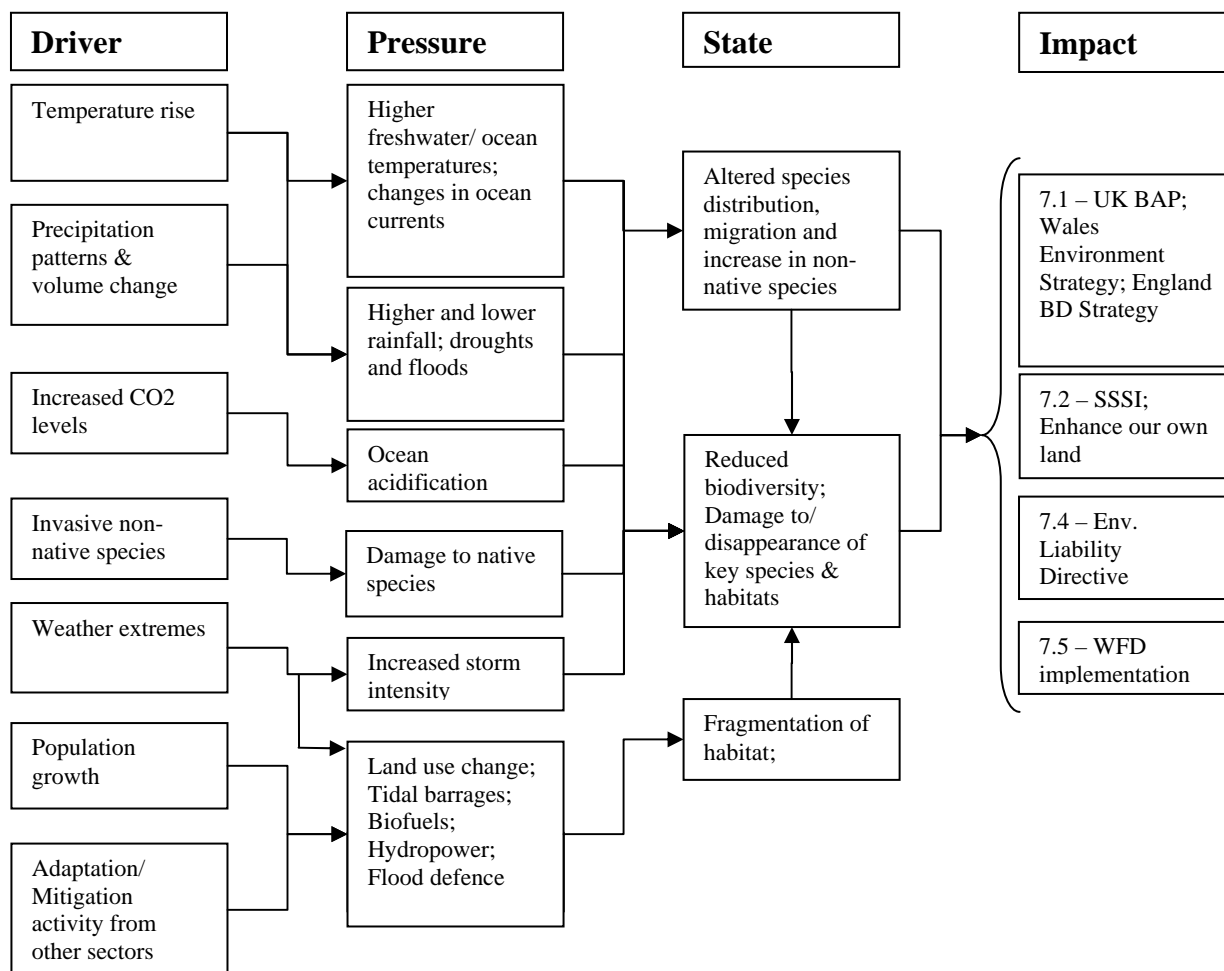 Driver
Pressure
State
Impact
Temperature rise
Precipitation
patterns &
volume change
Increased CO2
levels
Invasive non-
native species
Weather extremes
Population
growth
Adaptation/
Mitigation
activity from
other sectors
Higher
freshwater/ ocean
temperatures;
changes in ocean
currents
Higher and lower
rainfall; droughts
and floods
Ocean
acidification
Damage to native
species
Increased storm
intensity
Land use change;
Tidal barrages;
Biofuels;
Hydropower;
Flood defence
Altered species
distribution,
migration and
increase in non-
native species
Reduced
biodiversity;
Damage to/
disappearance of
key species &
habitats
Fragmentation of
habitat;
7.1 – UK BAP;
Wales
Environment
Strategy; England
BD Strategy
7.2 – SSSI;
Enhance our own
land
7.4 – Env.
Liability
Directive
7.5 – WFD
implementation